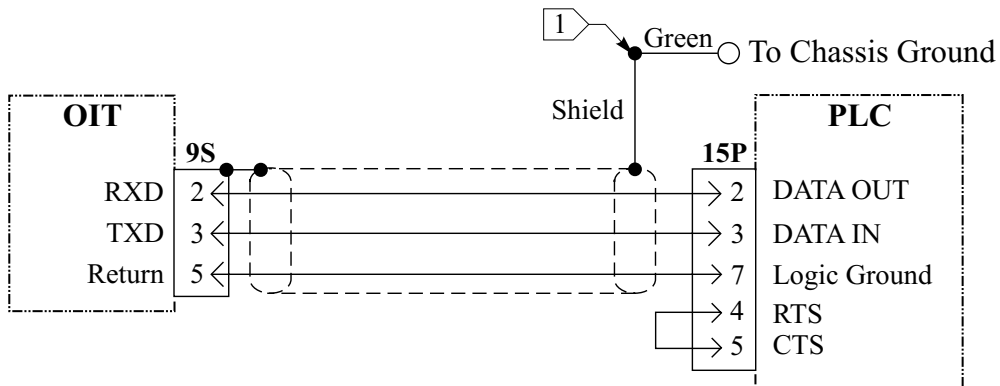 1
Green
To Chassis Ground
Shield
OIT
PLC
9S
15P
RXD 2 2 DATA OUT
TXD 3 3 DATA IN
Return 5 7 Logic Ground
4 RTS
5 CTS